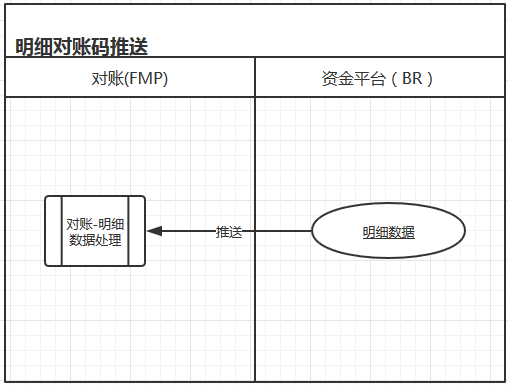 明细对账码推送
对账(FMP)
资金平台（BR）
对账-明细
数据处理
推送
明细数据